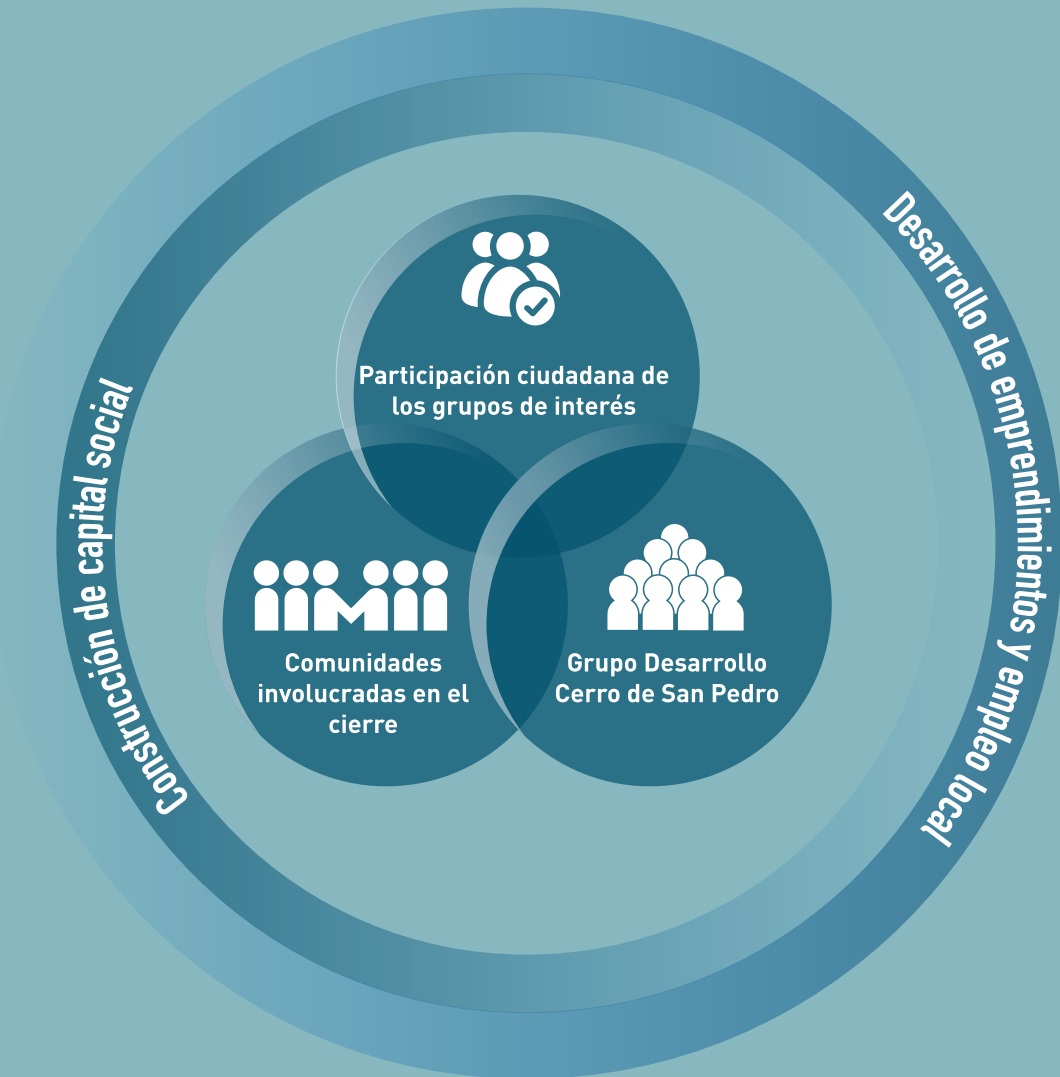 Participación ciudadana de
los grupos de interés
Comunidades
involucradas en el
cierre
Grupo Desarrollo
Cerro de San Pedro
Construcción de capital social
Desarrollo de emprendimientos y empleo local